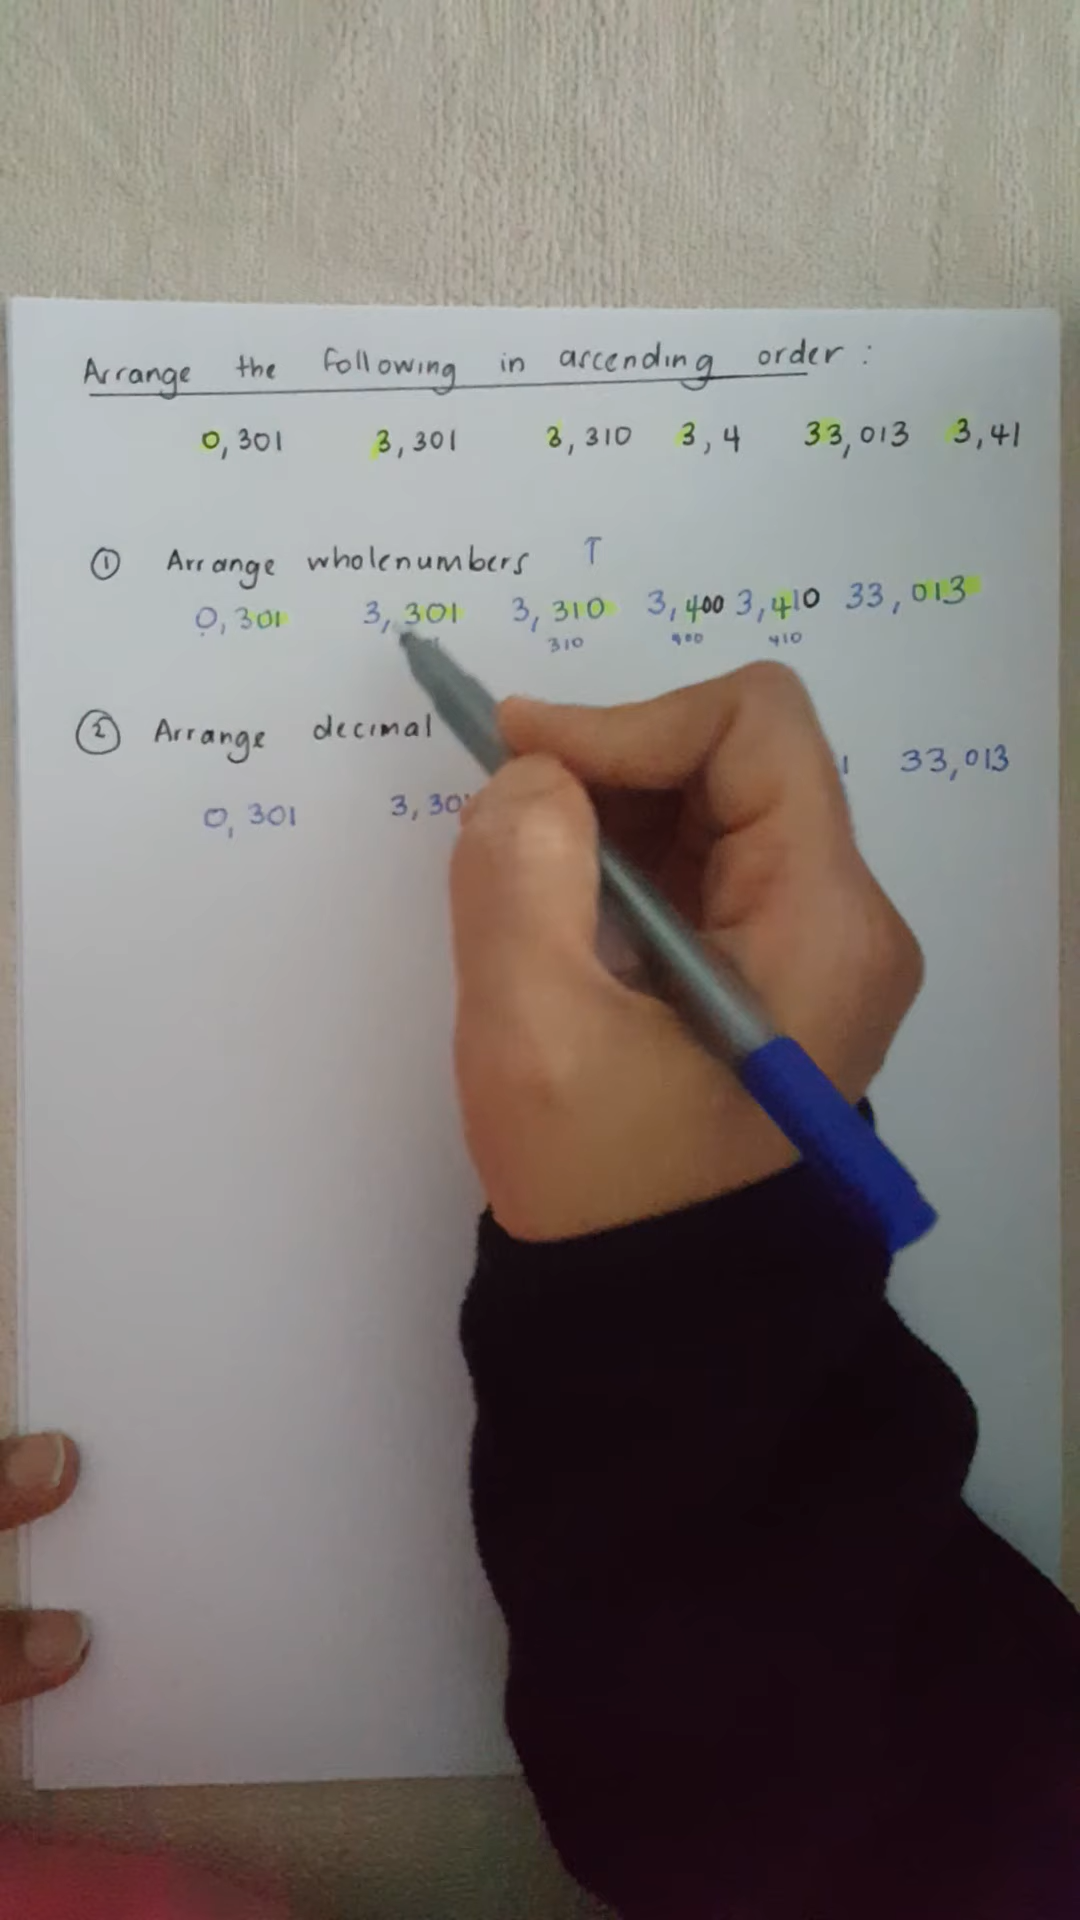 Arrange the following in ascending order :
0,301 3,301 3,310 3,4 33,013 3,41
① Arrange wholenumbers ↑
0,301 3,301 3,310 3,400 3,410 33,013
310 400 410
② Arrange decimal
0,301 3,301 33,013